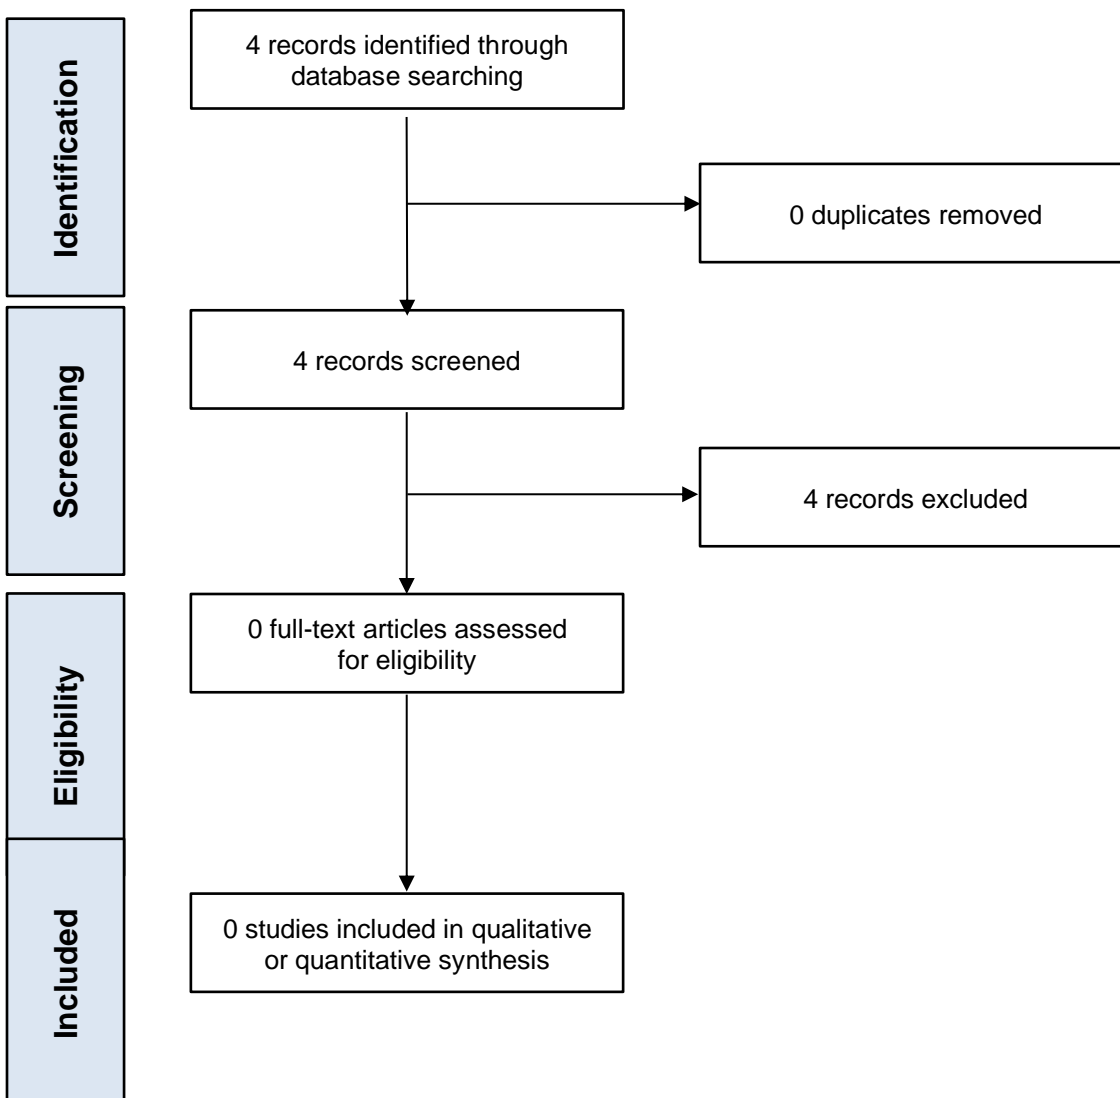 Identification
4 records identified through
database searching
0 duplicates removed
Screening
4 records screened
4 records excluded
Eligibility
0 full-text articles assessed
for eligibility
Included
0 studies included in qualitative
or quantitative synthesis